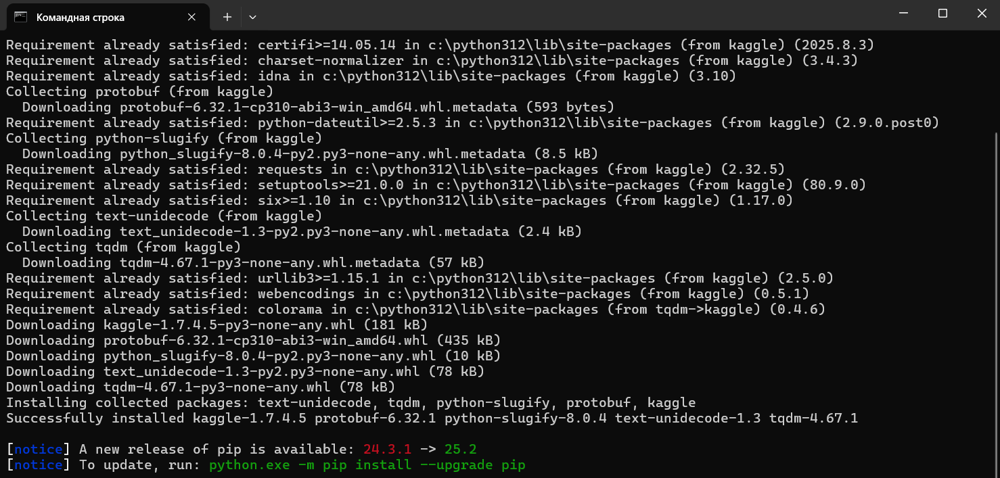 Командная строка
Requirement already satisfied: certifi>=14.05.14 in c:\python312\lib\site-packages (from kaggle) (2025.8.3)
Requirement already satisfied: charset-normalizer in c:\python312\lib\site-packages (from kaggle) (3.4.3)
Requirement already satisfied: idna in c:\python312\lib\site-packages (from kaggle) (3.10)
Collecting protobuf (from kaggle)
  Downloading protobuf-6.32.1-cp310-abi3-win_amd64.whl.metadata (593 bytes)
Requirement already satisfied: python-dateutil>=2.5.3 in c:\python312\lib\site-packages (from kaggle) (2.9.0.post0)
Collecting python-slugify (from kaggle)
  Downloading python_slugify-8.0.4-py2.py3-none-any.whl.metadata (8.5 kB)
Requirement already satisfied: requests in c:\python312\lib\site-packages (from kaggle) (2.32.5)
Requirement already satisfied: setuptools>=21.0.0 in c:\python312\lib\site-packages (from kaggle) (80.9.0)
Requirement already satisfied: six>=1.10 in c:\python312\lib\site-packages (from kaggle) (1.17.0)
Collecting text-unidecode (from kaggle)
  Downloading text_unidecode-1.3-py2.py3-none-any.whl.metadata (2.4 kB)
Collecting tqdm (from kaggle)
  Downloading tqdm-4.67.1-py3-none-any.whl.metadata (57 kB)
Requirement already satisfied: urllib3>=1.15.1 in c:\python312\lib\site-packages (from kaggle) (2.5.0)
Requirement already satisfied: webencodings in c:\python312\lib\site-packages (from kaggle) (0.5.1)
Requirement already satisfied: colorama in c:\python312\lib\site-packages (from tqdm->kaggle) (0.4.6)
Downloading kaggle-1.7.4.5-py3-none-any.whl (181 kB)
Downloading protobuf-6.32.1-cp310-abi3-win_amd64.whl (435 kB)
Downloading python_slugify-8.0.4-py2.py3-none-any.whl (10 kB)
Downloading text_unidecode-1.3-py2.py3-none-any.whl (78 kB)
Downloading tqdm-4.67.1-py3-none-any.whl (78 kB)
Installing collected packages: text-unidecode, tqdm, python-slugify, protobuf, kaggle
Successfully installed kaggle-1.7.4.5 protobuf-6.32.1 python-slugify-8.0.4 text-unidecode-1.3 tqdm-4.67.1
[notice] A new release of pip is available: 24.3.1 -> 25.2
[notice] To update, run: python.exe -m pip install --upgrade pip